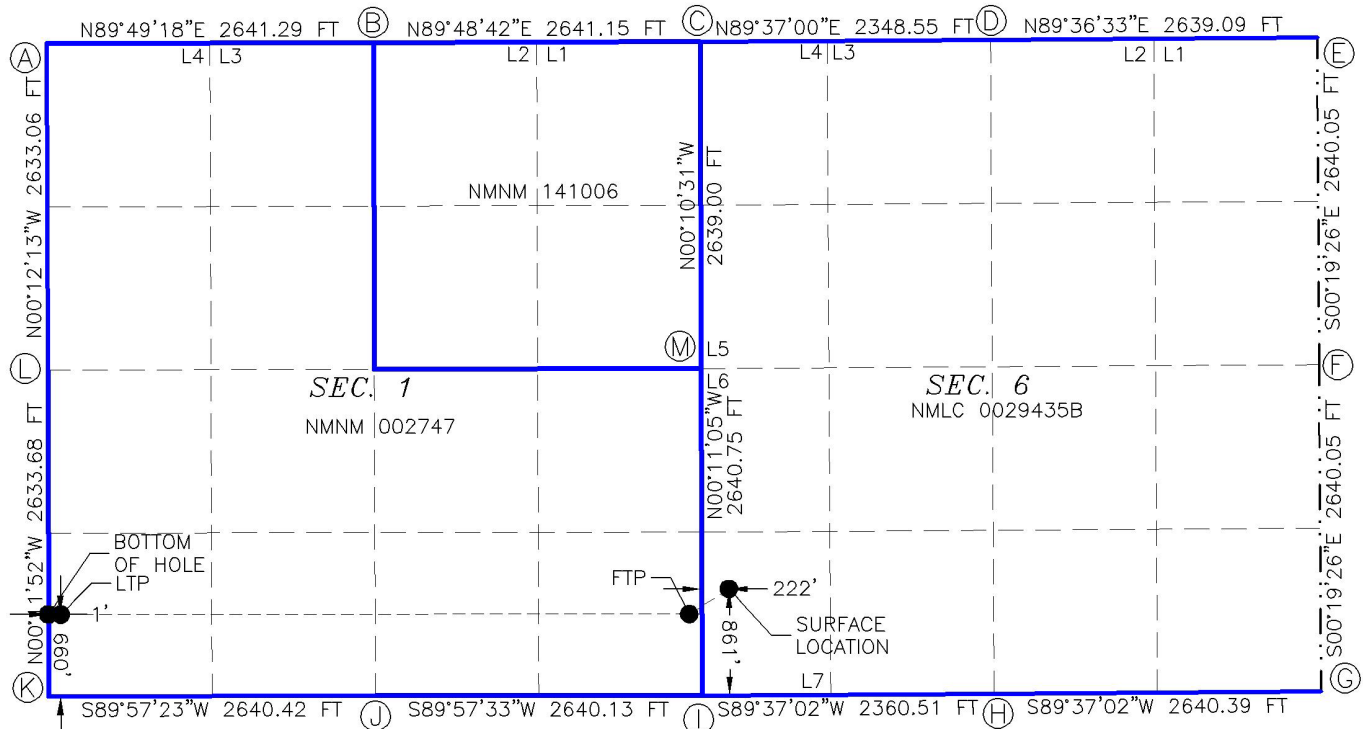 B
C
D
N89°49'18"E 2641.29 FT
N89°48'42"E 2641.15 FT
N89°37'00"E 2348.55 FT
N89°36'33"E 2639.09 FT
A
L4 L3
L2 L1
L4 L3
L2 L1
E
N00°12'13"W 2633.06 FT
NMNM 141006
N00°10'31"W
2639.00 FT
S00°19'26"E 2640.05 FT
L
M
L5
F
SEC. 1
L6
SEC. 6
NMNM 002747
NMLC 0029435B
2633.68 FT
N00°11'05"W
2640.75 FT
S00°19'26"E 2640.05 FT
BOTTOM
OF HOLE
LTP
FTP
222'
1'
SURFACE
LOCATION
660'
861'
K
L7
G
S89°57'23"W 2640.42 FT
J
S89°57'33"W 2640.13 FT
I
S89°37'02"W 2360.51 FT
H
S89°37'02"W 2640.39 FT